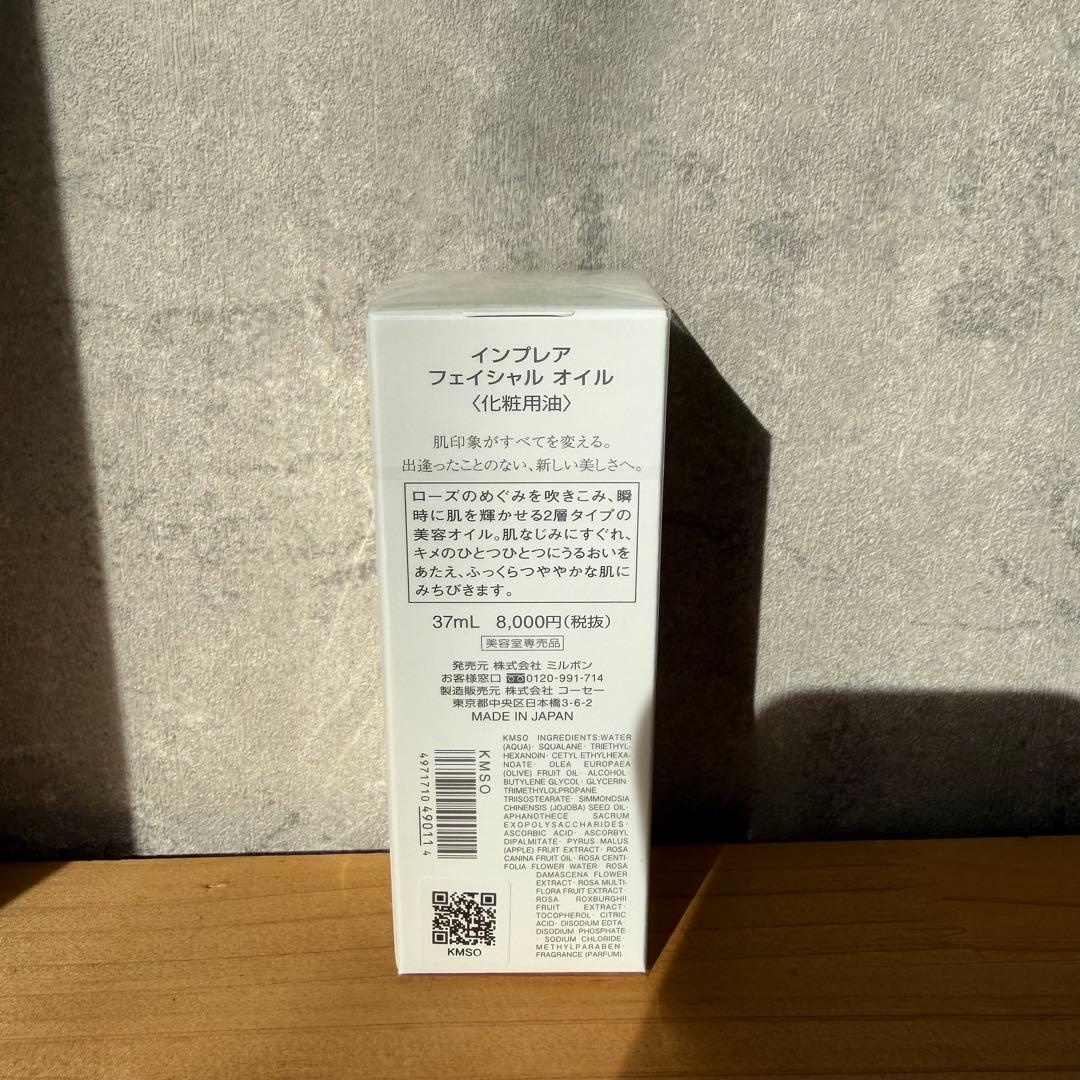 インプレア
フェイシャル オイル
〈化粧用油〉
肌印象がすべてを変える。
出逢ったことのない、新しい美しさへ。
ローズのめぐみを吹きこみ、瞬
時に肌を輝かせる2層タイプの
美容オイル。肌なじみにすぐれ、
キメのひとつひとつにうるおいを
あたえ、ふっくらつややかな肌に
みちびきます。
37mL 8,000円(税抜)
美容室専売品
発売元 株式会社 ミルボン
お客様窓口 0120-991-714
製造販売元 株式会社 コーセー
東京都中央区日本橋3-6-2
MADE IN JAPAN
KMSO INGREDIENTS:WATER
(AQUA)· SQUALANE· TRIETHYL-
HEXANOIN· CETYL ETHYLHEXA-
NOATE· OLEA EUROPAEA
(OLIVE) FRUIT OIL· ALCOHOL·
BUTYLENE GLYCOL· GLYCERIN·
TRIMETHYLOLPROPANE
TRIISOSTEARATE· SIMMONDSIA
CHINENSIS (JOJOBA) SEED OIL·
APHANOTHECE SACRUM
EXOPOLYSACCHARIDES·
ASCORBIC ACID· ASCORBYL
DIPALMITATE· PYRUS MALUS
(APPLE) FRUIT EXTRACT· ROSA
CANINA FRUIT OIL· ROSA CENTI-
FOLIA FLOWER WATER· ROSA
DAMASCENA FLOWER
EXTRACT· ROSA MULTI-
FLORA FRUIT EXTRACT·
ROSA ROXBURGHII
FRUIT EXTRACT·
TOCOPHEROL· CITRIC
ACID· DISODIUM EDTA·
DISODIUM PHOSPHATE
· SODIUM CHLORIDE·
METHYLPARABEN·
FRAGRANCE (PARFUM)
KMSO
4971710 490114
KMSO